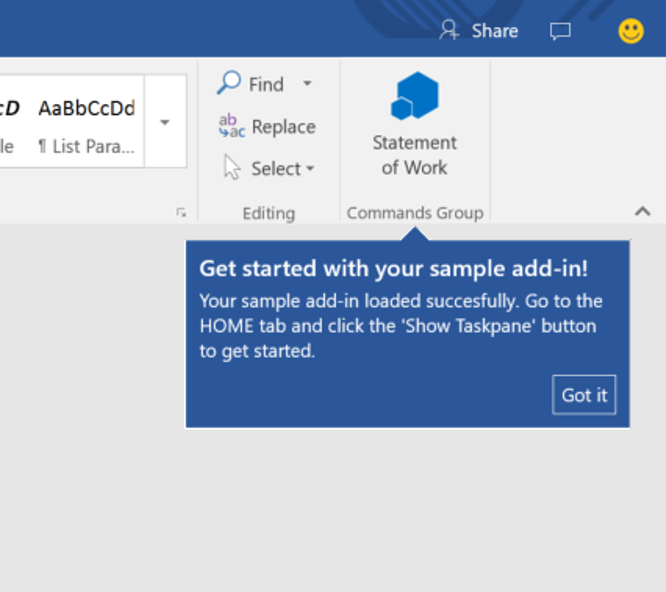 Share
cD AaBbCcDd
le ¶ List Para...
Find
ab
ac
Replace
Select
Editing
Statement
of Work
Commands Group
Get started with your sample add-in!
Your sample add-in loaded succesfully. Go to the
HOME tab and click the 'Show Taskpane' button
to get started.
Got it